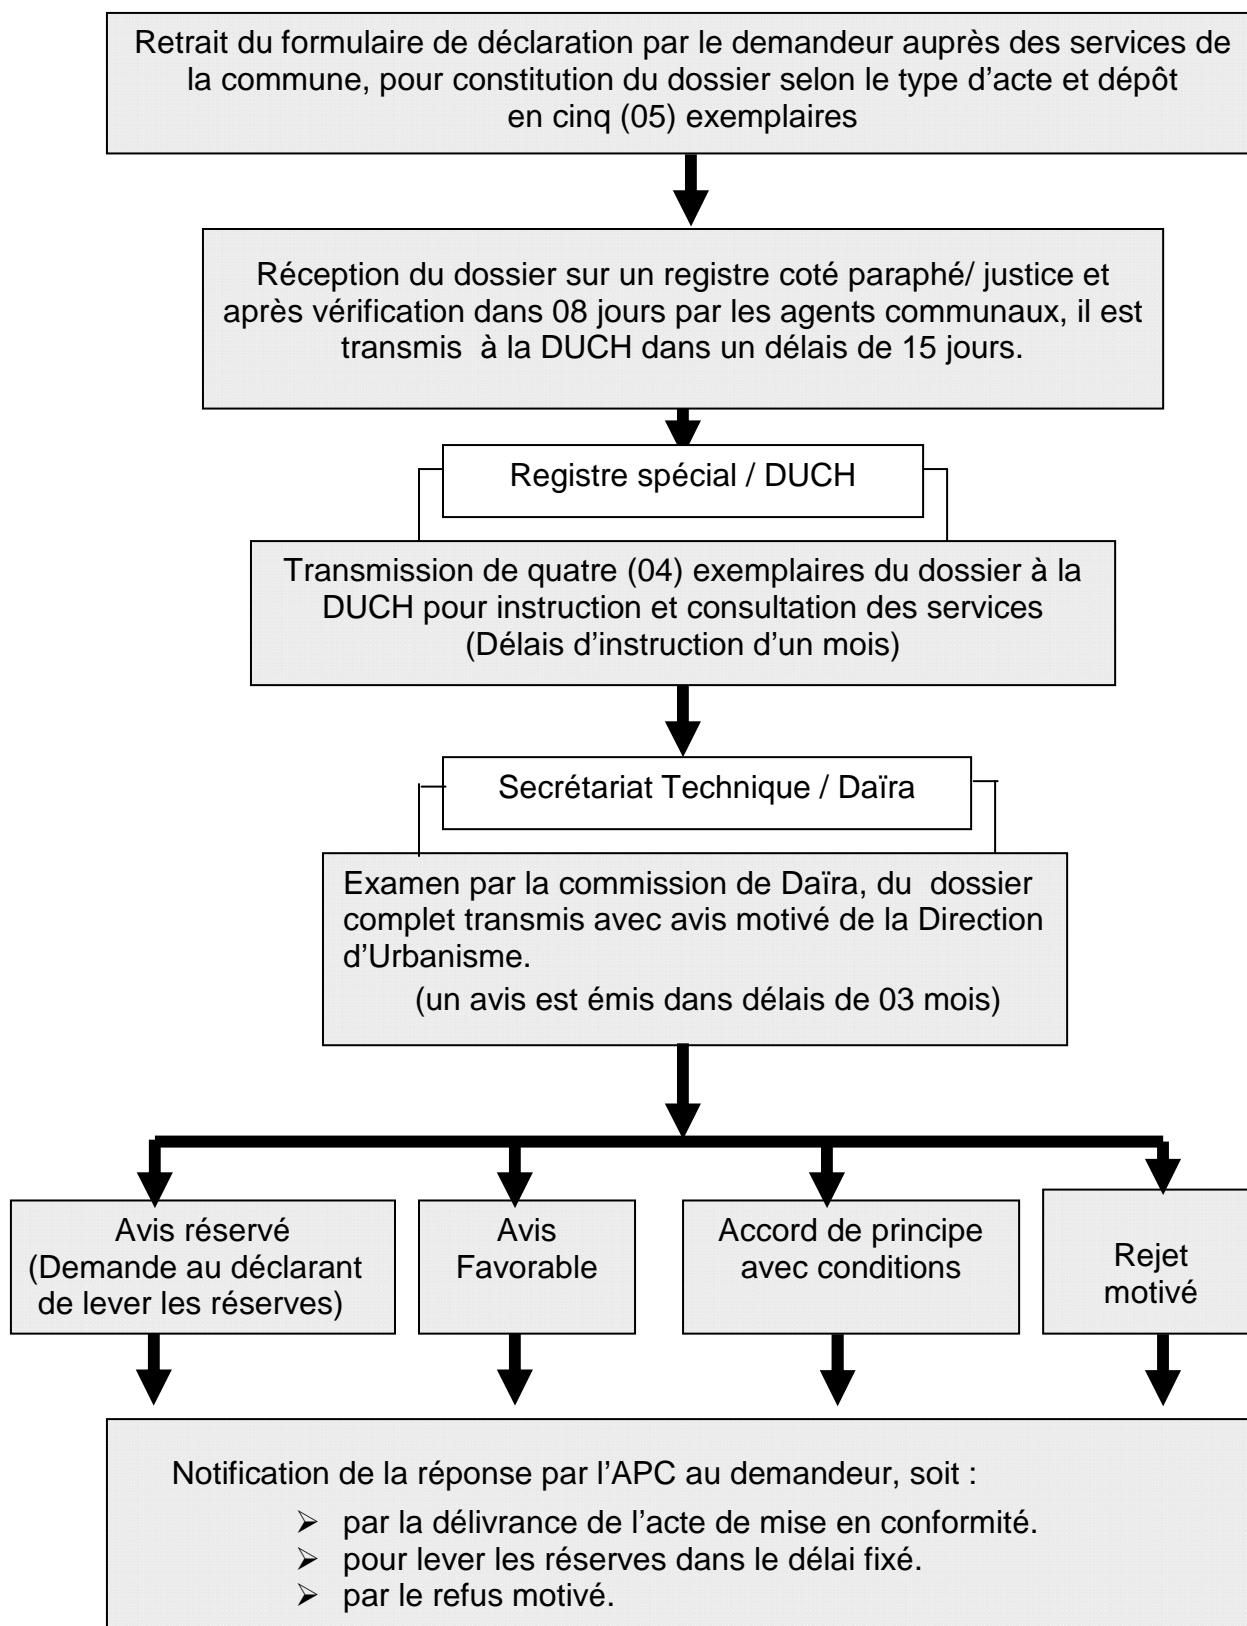 Retrait du formulaire de déclaration par le demandeur auprès des services de
la commune, pour constitution du dossier selon le type d’acte et dépôt
en cinq (05) exemplaires
Réception du dossier sur un registre coté paraphé/ justice et
après vérification dans 08 jours par les agents communaux, il est
transmis à la DUCH dans un délais de 15 jours.
Registre spécial / DUCH
Transmission de quatre (04) exemplaires du dossier à la
DUCH pour instruction et consultation des services
(Délais d’instruction d’un mois)
Secrétariat Technique / Daïra
Examen par la commission de Daïra, du dossier
complet transmis avec avis motivé de la Direction
d’Urbanisme.
(un avis est émis dans délais de 03 mois)
Avis réservé
(Demande au déclarant
de lever les réserves)
Avis
Favorable
Accord de principe
avec conditions
Rejet
motivé
Notification de la réponse par l’APC au demandeur, soit :
➢ par la délivrance de l’acte de mise en conformité.
➢ pour lever les réserves dans le délai fixé.
➢ par le refus motivé.